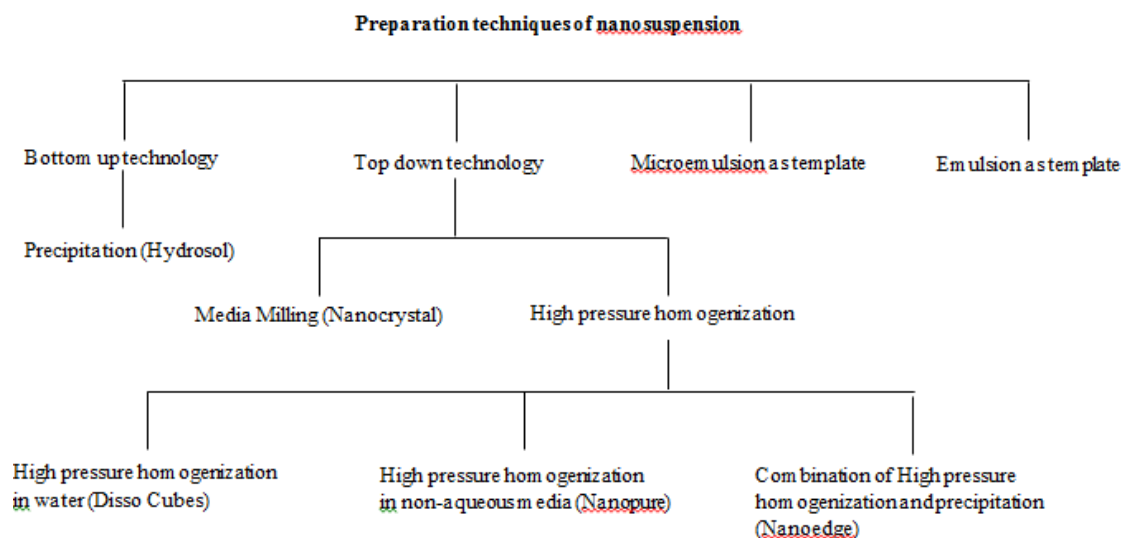 Preparation techniques of nanosuspension
Bottom up technology
Top down technology
Microemulsion as template
Emulsion as template
Precipitation (Hydrosol)
Media Milling (Nanocrystal)
High pressure homogenization
High pressure homogenization
in water (Disso Cubes)
High pressure homogenization
in non-aqueous media (Nanopure)
Combination of High pressure
homogenization and precipitation
(Nanoedge)